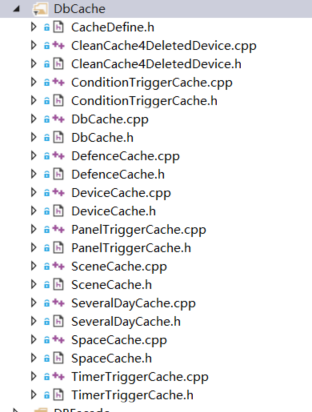 DbCache
CacheDefine.h
CleanCache4DeletedDevice.cpp
CleanCache4DeletedDevice.h
ConditionTriggerCache.cpp
ConditionTriggerCache.h
DbCache.cpp
DbCache.h
DefenceCache.cpp
DefenceCache.h
DeviceCache.cpp
DeviceCache.h
PanelTriggerCache.cpp
PanelTriggerCache.h
SceneCache.cpp
SceneCache.h
SeveralDayCache.cpp
SeveralDayCache.h
SpaceCache.cpp
SpaceCache.h
TimerTriggerCache.cpp
TimerTriggerCache.h